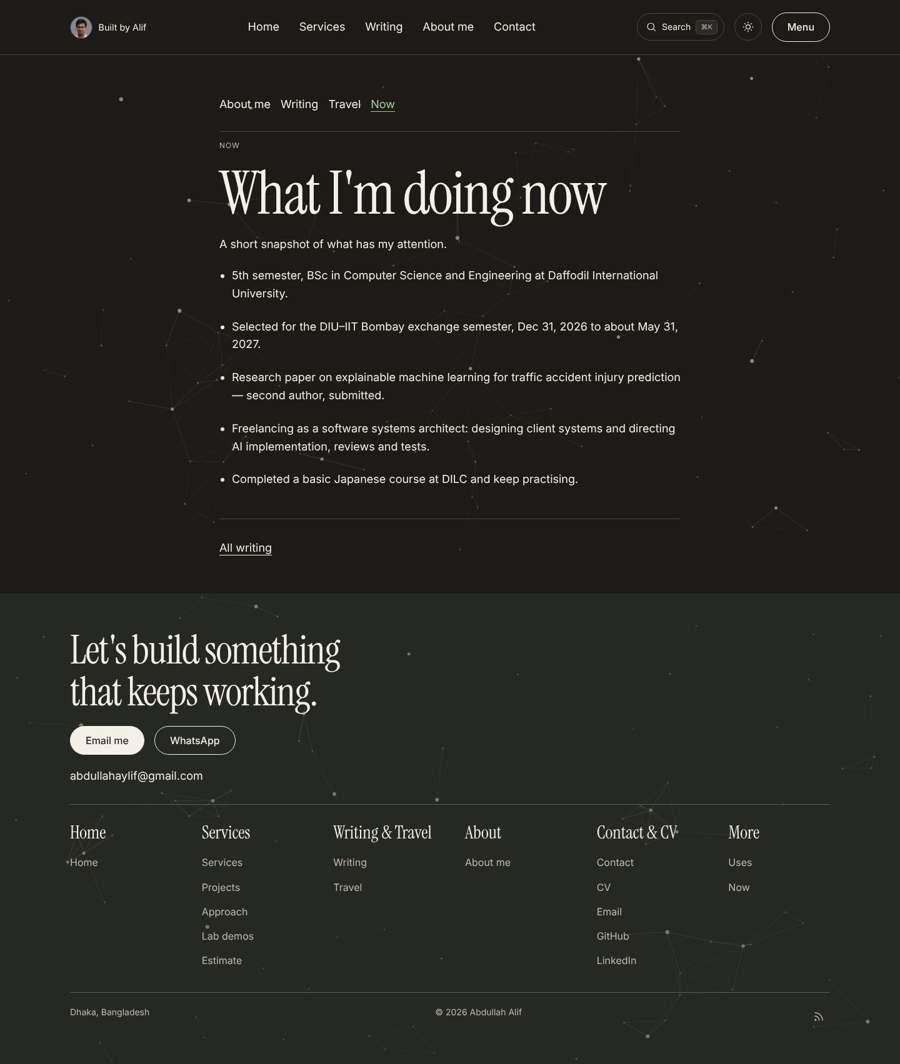 Built by Alif
Home Services Writing About me Contact
Search ⌘K
Menu
About me Writing Travel Now
NOW
What I'm doing now
A short snapshot of what has my attention.
• 5th semester, BSc in Computer Science and Engineering at Daffodil International
University.
• Selected for the DIU–IIT Bombay exchange semester, Dec 31, 2026 to about May 31,
2027.
• Research paper on explainable machine learning for traffic accident injury prediction
— second author, submitted.
• Freelancing as a software systems architect: designing client systems and directing
AI implementation, reviews and tests.
• Completed a basic Japanese course at DILC and keep practising.
All writing
Let's build something
that keeps working.
Email me WhatsApp
abdullahaylif@gmail.com
Home
Home
Services
Services
Projects
Approach
Lab demos
Estimate
Writing & Travel
Writing
Travel
About
About me
Contact & CV
Contact
CV
Email
GitHub
LinkedIn
More
Uses
Now
Dhaka, Bangladesh
© 2026 Abdullah Alif